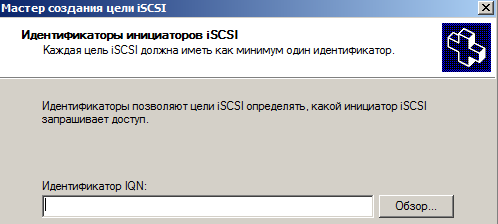 Мастер создания цели iSCSI
Идентификаторы инициаторов iSCSI
Каждая цель iSCSI должна иметь как минимум один идентификатор.
Идентификаторы позволяют цели iSCSI определять, какой инициатор iSCSI
запрашивает доступ.
Идентификатор IQN:
Обзор...